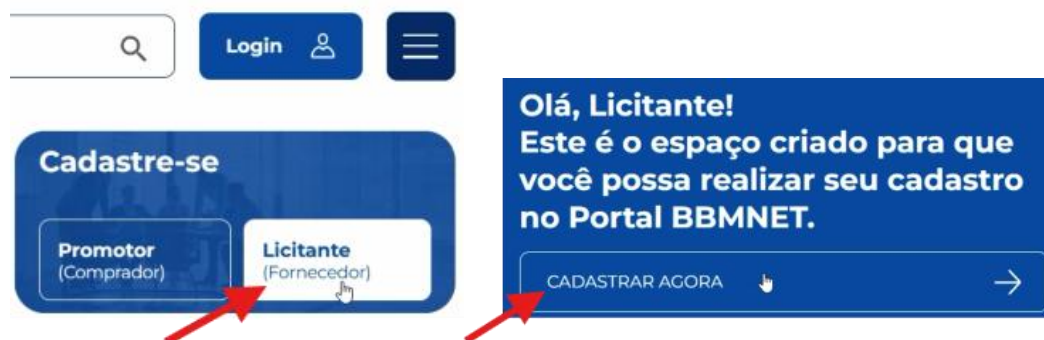 Login
Cadastre-se
Promotor
(Comprador)
Licitante
(Fornecedor)
Olá, Licitante!
Este é o espaço criado para que
você possa realizar seu cadastro
no Portal BBMNET.
CADASTRAR AGORA